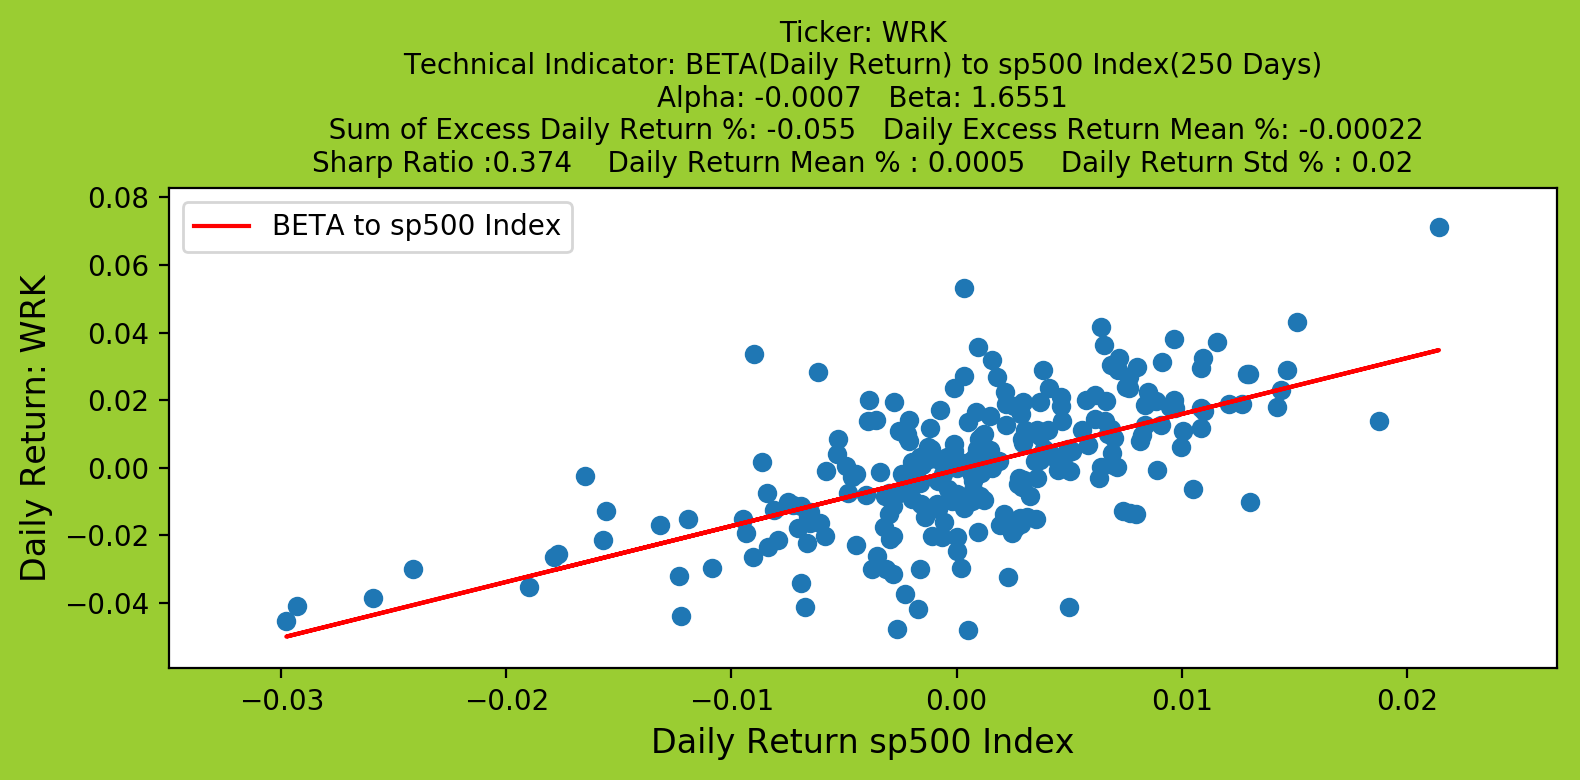 Ticker: WRK
Technical Indicator: BETA(Daily Return) to sp500 Index(250 Days)
Alpha: -0.0007   Beta: 1.6551
Sum of Excess Daily Return %: -0.055   Daily Excess Return Mean %: -0.00022
Sharp Ratio :0.374    Daily Return Mean % : 0.0005    Daily Return Std % : 0.02
BETA to sp500 Index
Daily Return: WRK
0.08
0.06
0.04
0.02
0.00
−0.02
−0.04
−0.03 −0.02 −0.01 0.00 0.01 0.02
Daily Return sp500 Index